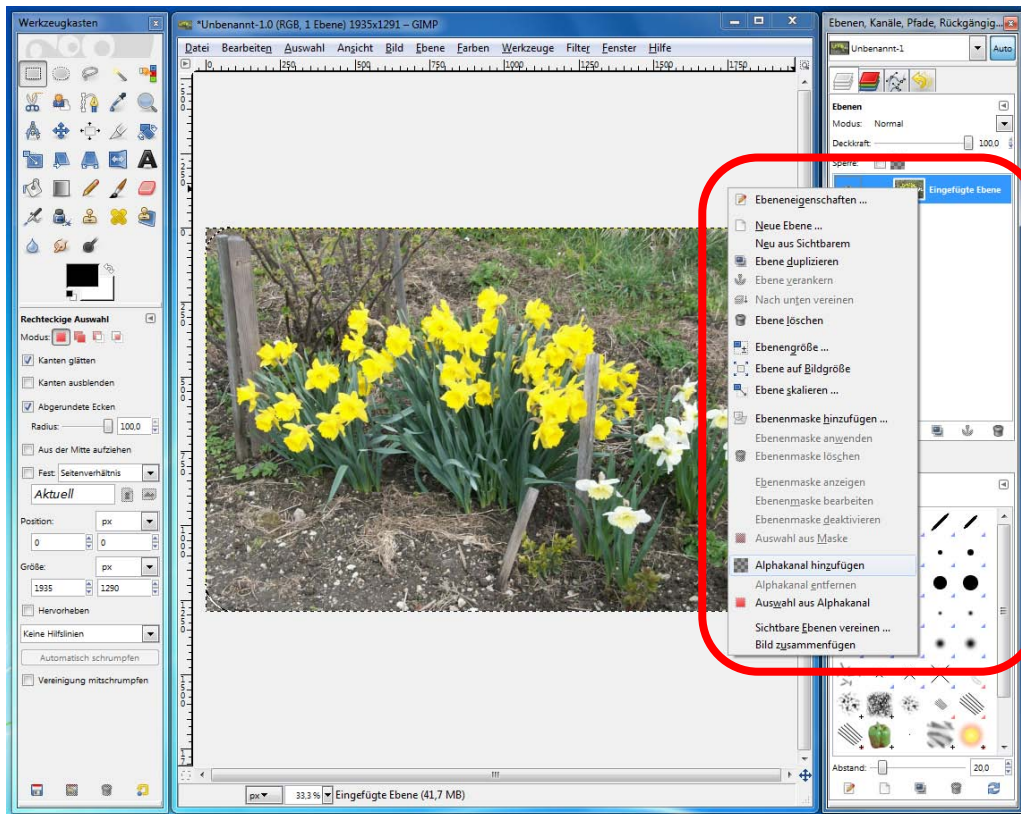 Werkzeugkasten
*Unbenannt-1.0 (RGB, 1 Ebene) 1935x1291 – GIMP
Ebenen, Kanäle, Pfade, Rückgängig...
Datei Bearbeiten Auswahl Ansicht Bild Ebene Farben Werkzeuge Filter Fenster Hilfe
Unbenannt-1
Auto
0 250 500 750 1000 1250 1500 1750
Ebenen
Modus: Normal
Deckkraft: 100,0
Sperre:
Eingefügte Ebene
Ebeneneigenschaften ...
Neue Ebene ...
Neu aus Sichtbarem
Ebene duplizieren
Ebene verankern
Nach unten vereinen
Ebene löschen
Ebenengröße ...
Ebene auf Bildgröße
Ebene skalieren ...
Ebenenmaske hinzufügen ...
Ebenenmaske anwenden
Ebenenmaske löschen
Ebenenmaske anzeigen
Ebenenmaske bearbeiten
Ebenenmaske deaktivieren
Auswahl aus Maske
Alphakanal hinzufügen
Alphakanal entfernen
Auswahl aus Alphakanal
Sichtbare Ebenen vereinen ...
Bild zusammenfügen
Rechteckige Auswahl
Modus:
Kanten glätten
Kanten ausblenden
Abgerundete Ecken
Radius: 100,0
Aus der Mitte aufziehen
Fest: Seitenverhältnis
Aktuell
Position: px
0 0
Größe: px
1935 1290
Hervorheben
Keine Hilfslinien
Automatisch schrumpfen
Vereinigung mitschrumpfen
Abstand: 20,0
px 33,3 % Eingefügte Ebene (41,7 MB)